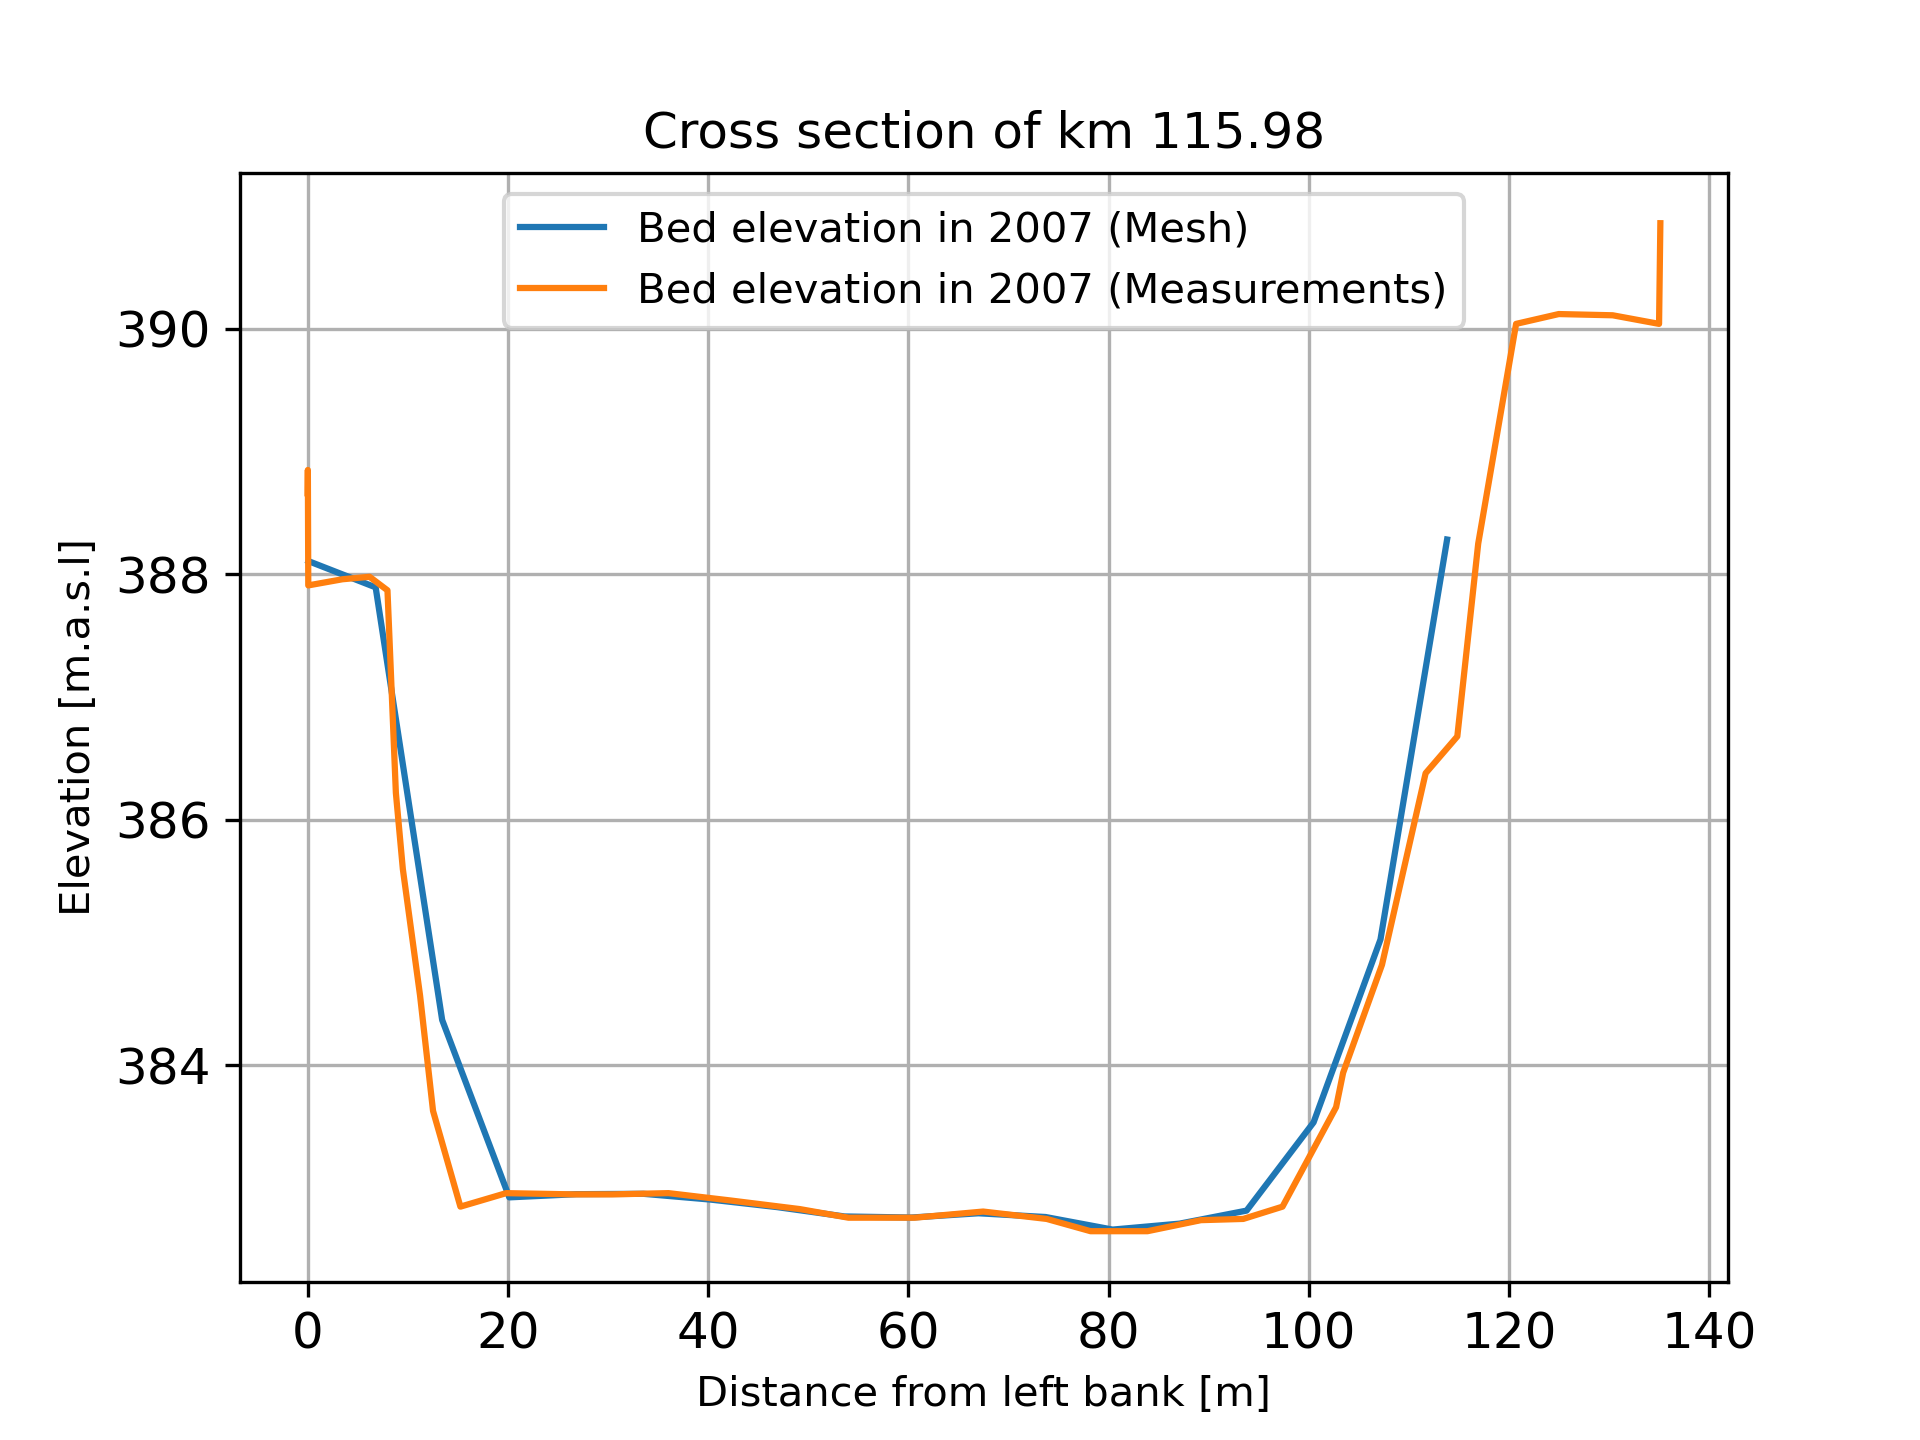 Cross section of km 115.98
Bed elevation in 2007 (Mesh)
Bed elevation in 2007 (Measurements)
Elevation [m.a.s.l]
390
388
386
384
0 20 40 60 80 100 120 140
Distance from left bank [m]